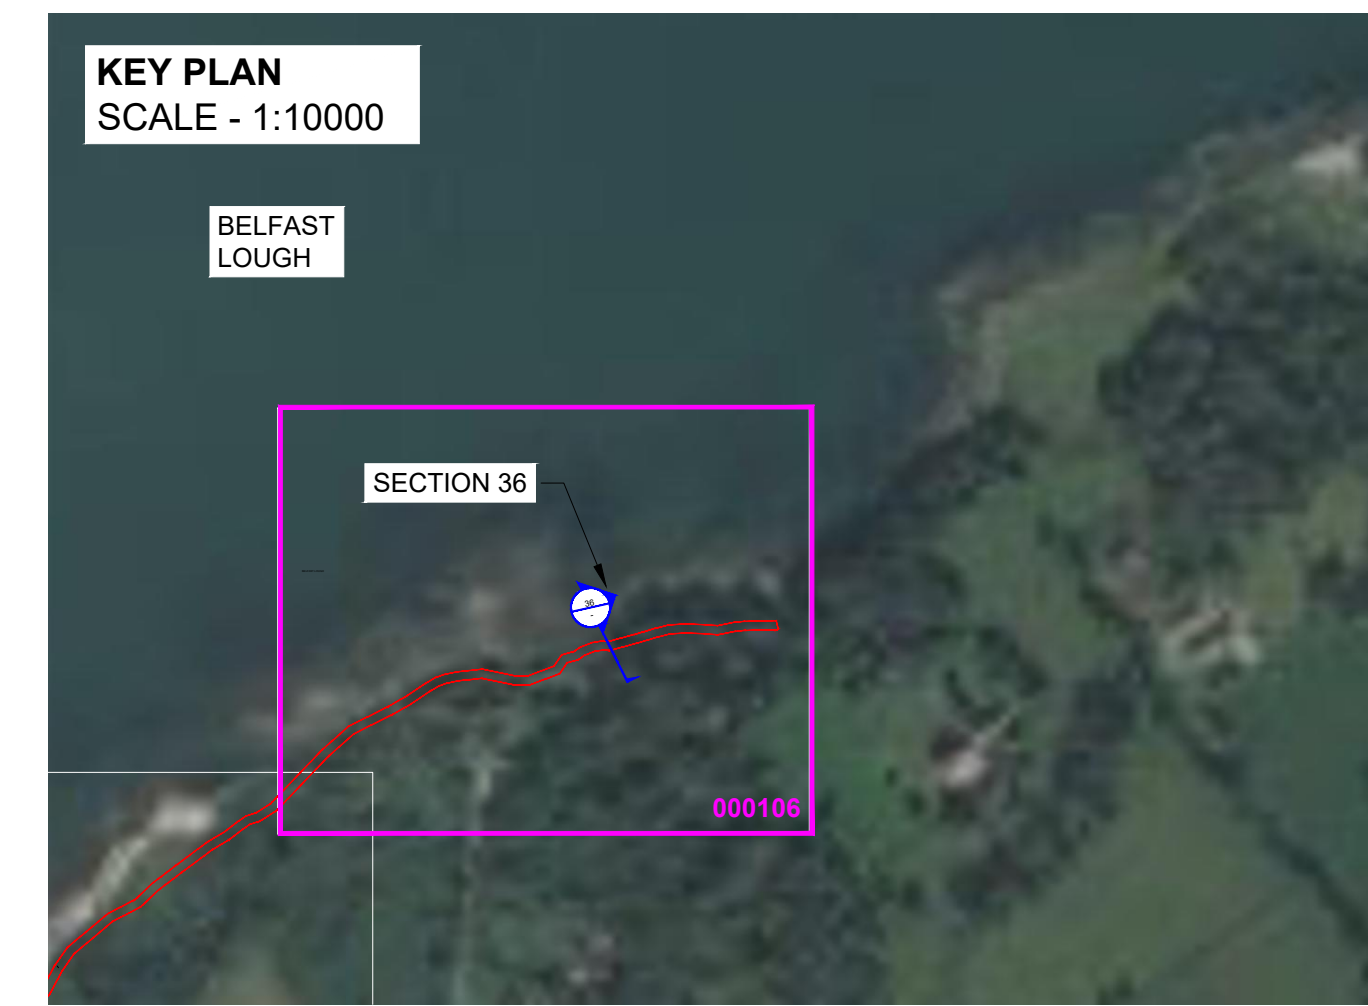 KEY PLAN
SCALE - 1:10000
BELFAST
LOUGH
SECTION 36
36
-
000106